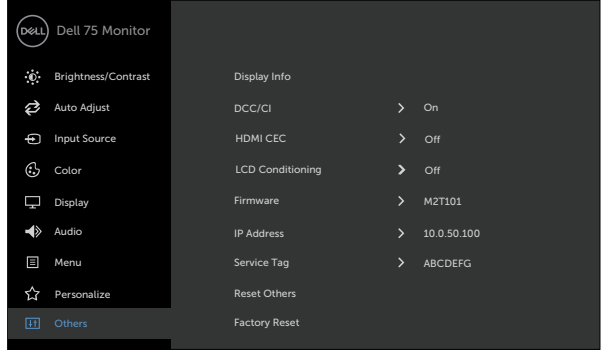 DELL Dell 75 Monitor
Brightness/Contrast Display Info
Auto Adjust DCC/CI > On
Input Source HDMI CEC > Off
Color LCD Conditioning > Off
Display Firmware > M2T101
Audio IP Address > 10.0.50.100
Menu Service Tag > ABCDEFG
Personalize Reset Others
Others Factory Reset